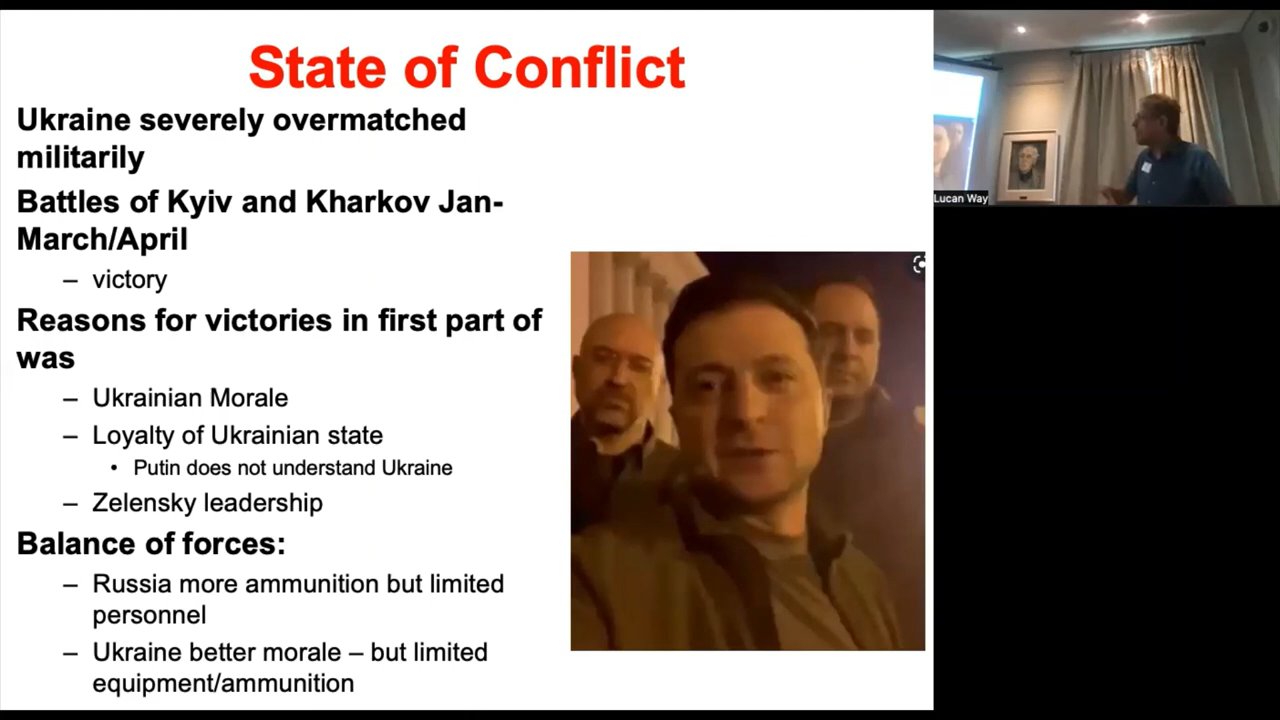 State of Conflict
Ukraine severely overmatched
militarily
Battles of Kyiv and Kharkov Jan-
March/April
– victory
Reasons for victories in first part of
was
– Ukrainian Morale
– Loyalty of Ukrainian state
• Putin does not understand Ukraine
– Zelensky leadership
Balance of forces:
– Russia more ammunition but limited
personnel
– Ukraine better morale – but limited
equipment/ammunition
Lucan Way